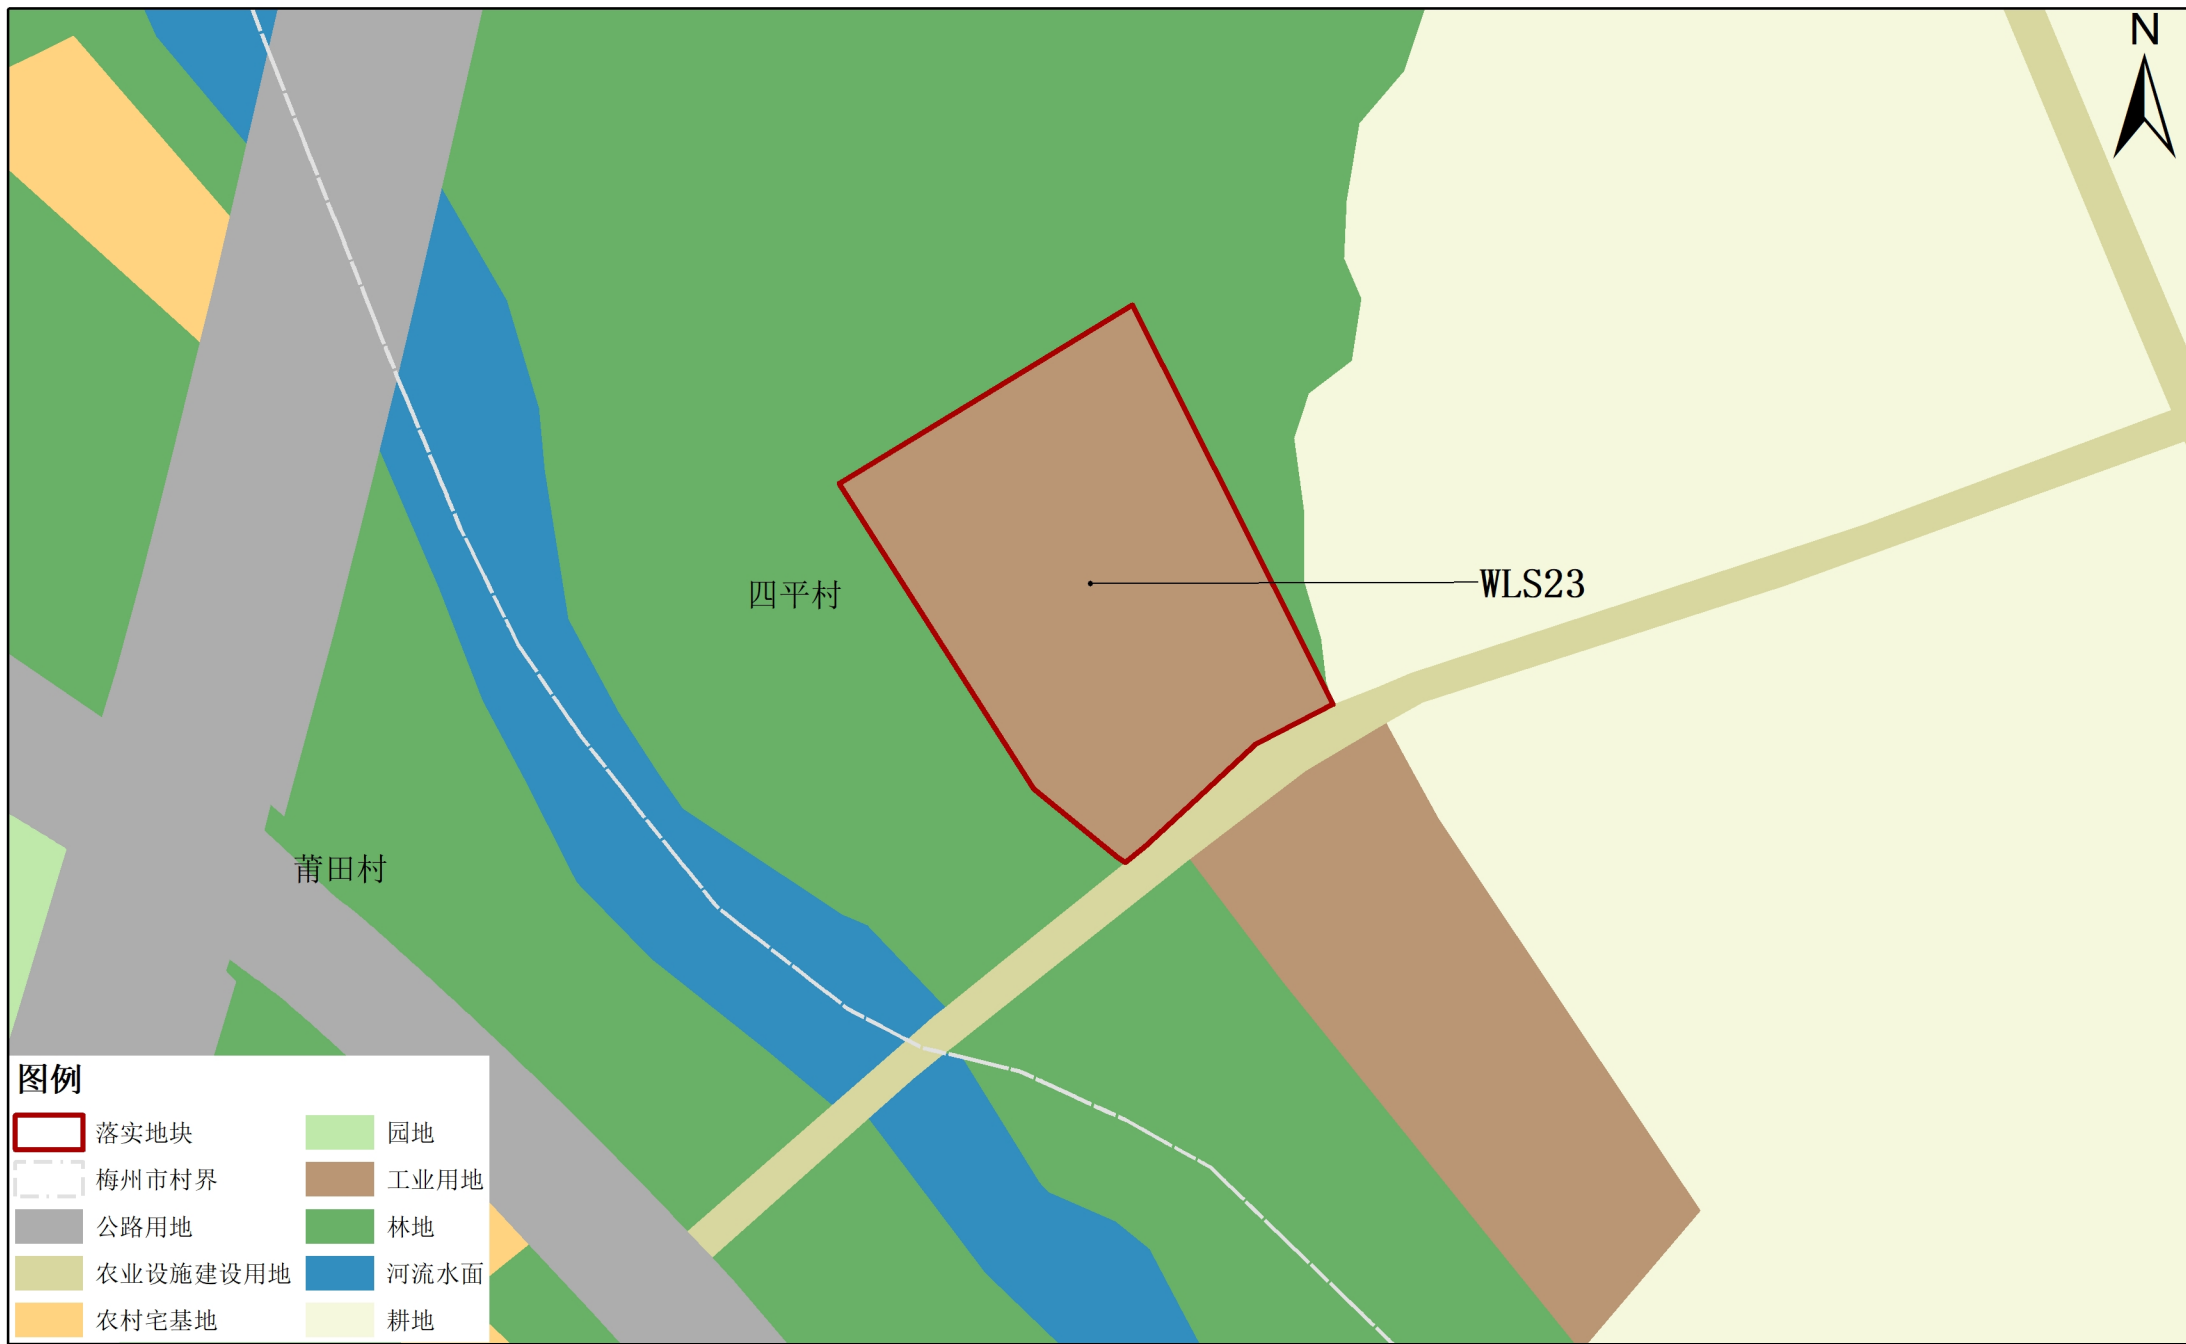 N
四平村
WLS23
莆田村
图例
落实地块
园地
梅州市村界
工业用地
公路用地
林地
农业设施建设用地
河流水面
农村宅基地
耕地